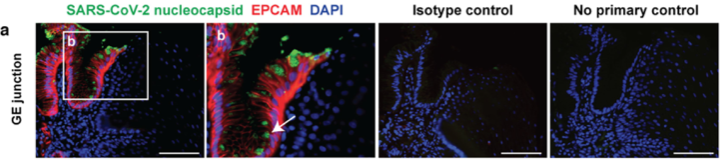 SARS-CoV-2 nucleocapsid EPCAM DAPI
Isotype control
No primary control
a
GE junction
b
b